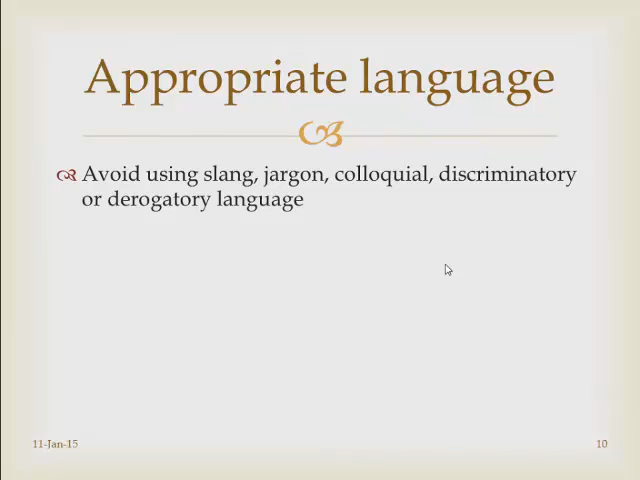 Appropriate language
Avoid using slang, jargon, colloquial, discriminatory
or derogatory language
11-Jan-15
10